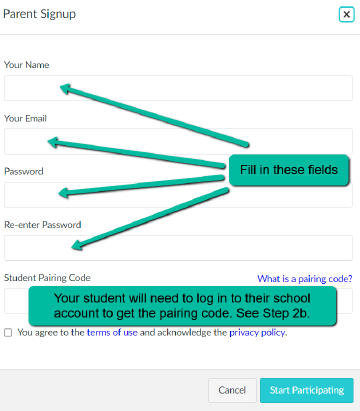 Parent Signup
Your Name
Your Email
Fill in these fields
Password
Re-enter Password
Student Pairing Code What is a pairing code?
Your student will need to log in to their school
account to get the pairing code. See Step 2b.
You agree to the terms of use and acknowledge the privacy policy.
Cancel Start Participating